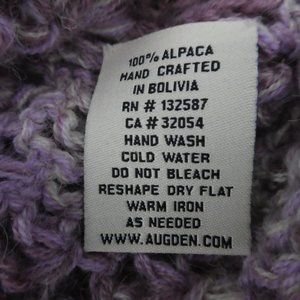 100% ALPACA
HAND CRAFTED
IN BOLIVIA
RN # 132587
CA # 32054
HAND WASH
COLD WATER
DO NOT BLEACH
RESHAPE DRY FLAT
WARM IRON
AS NEEDED
WWW.AUGDEN.COM